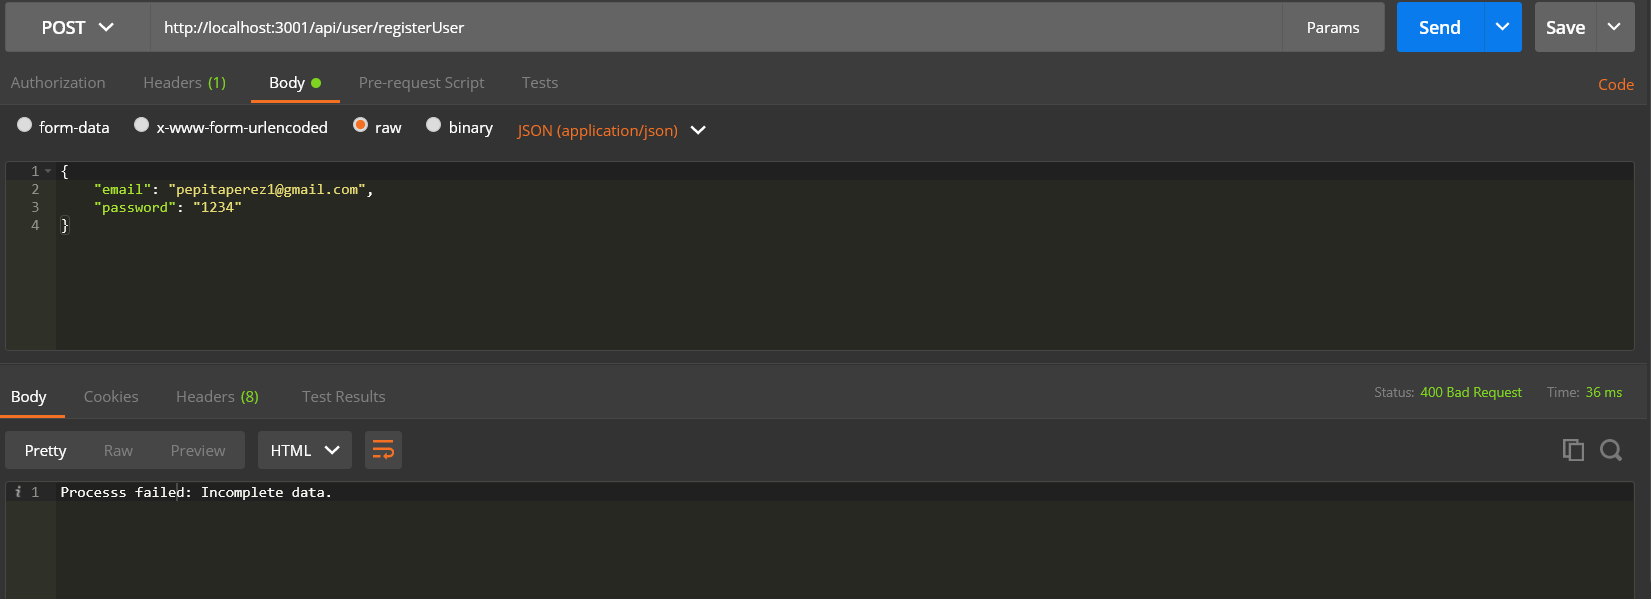 POST http://localhost:3001/api/user/registerUser Params Send Save
Authorization Headers (1) Body Pre-request Script Tests Code
form-data x-www-form-urlencoded raw binary JSON (application/json)
1 {
2 "email": "pepitaperez1@gmail.com",
3 "password": "1234"
4 }
Body Cookies Headers (8) Test Results Status: 400 Bad Request Time: 36 ms
Pretty Raw Preview HTML
i 1 Processs failed: Incomplete data.